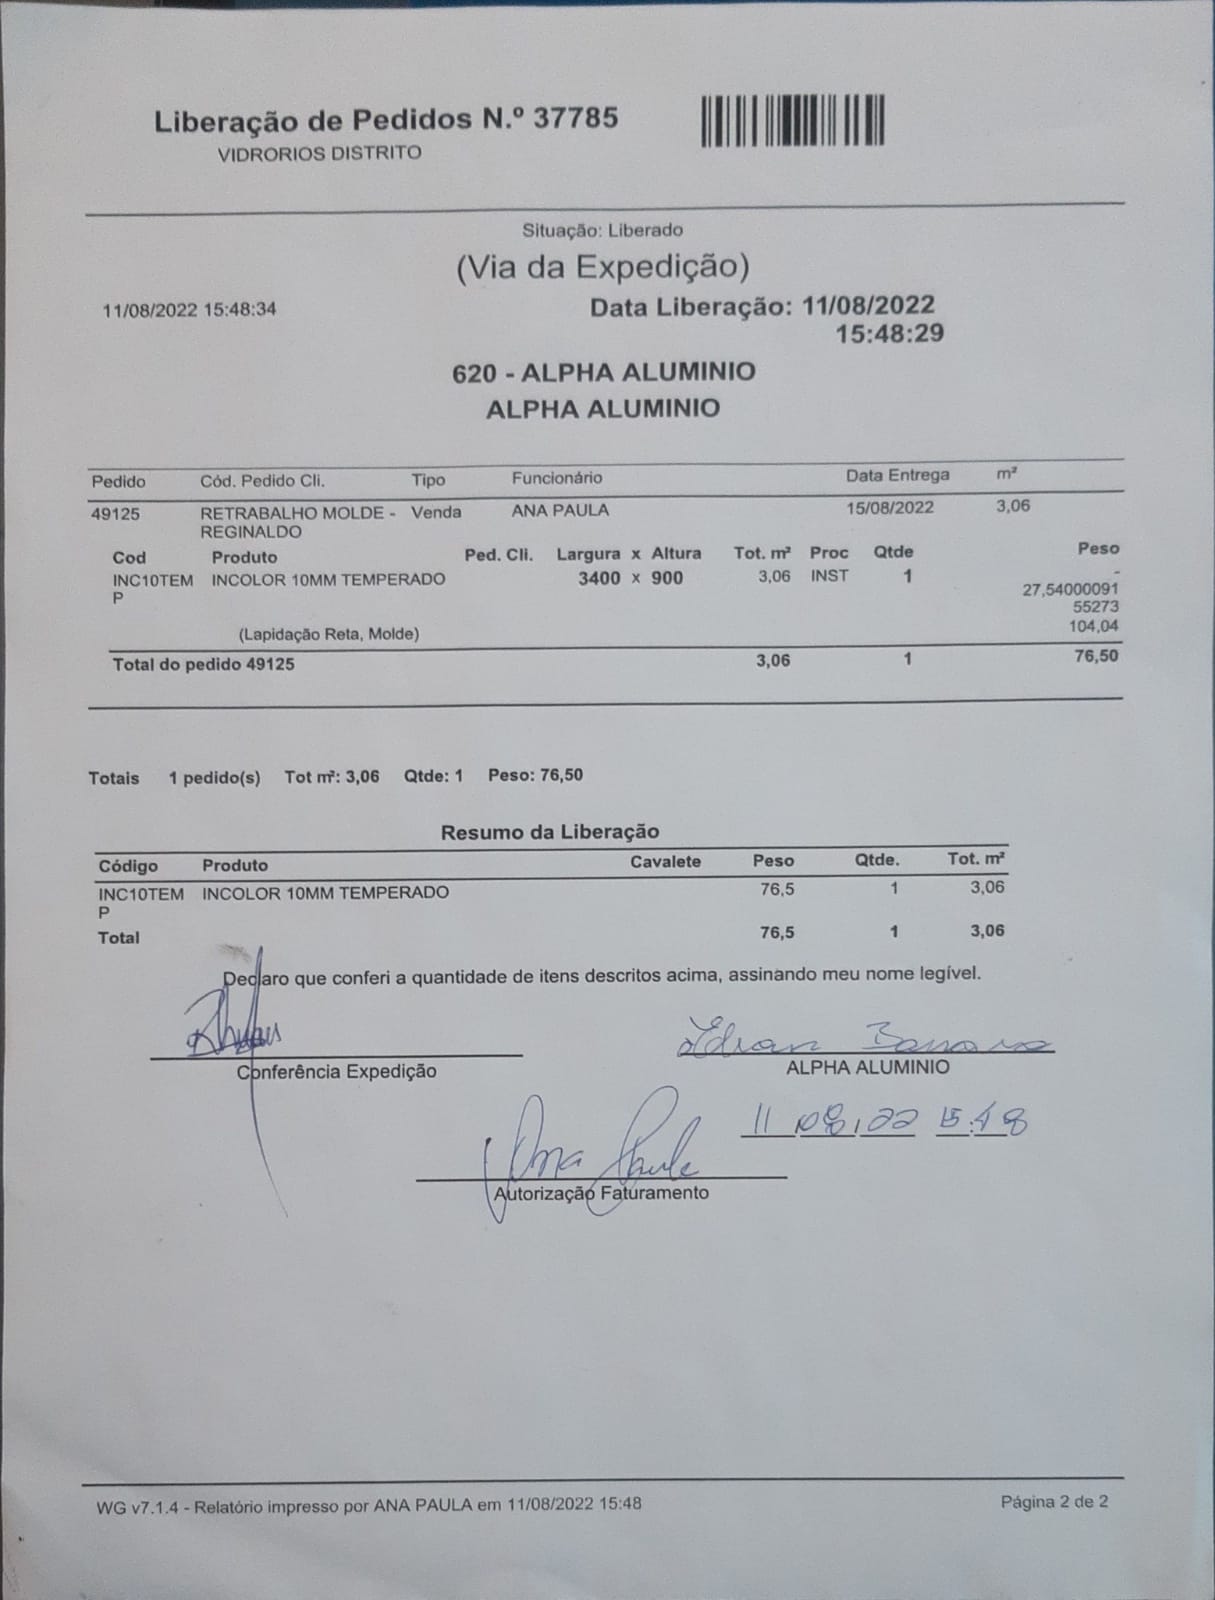 Liberação de Pedidos N.º 37785
VIDRORIOS DISTRITO
Situação: Liberado
(Via da Expedição)
11/08/2022 15:48:34 Data Liberação: 11/08/2022
15:48:29
620 - ALPHA ALUMINIO
ALPHA ALUMINIO
Pedido Cód. Pedido Cli. Tipo Funcionário Data Entrega m²
49125 RETRABALHO MOLDE - Venda ANA PAULA 15/08/2022 3,06
REGINALDO
Cod Produto Ped. Cli. Largura x Altura Tot. m² Proc Qtde Peso
INC10TEM INCOLOR 10MM TEMPERADO 3400 x 900 3,06 INST 1 -
P 27,54000091
55273
(Lapidação Reta, Molde) 104,04
Total do pedido 49125 3,06 1 76,50
Totais 1 pedido(s) Tot m²: 3,06 Qtde: 1 Peso: 76,50
Resumo da Liberação
Código Produto Cavalete Peso Qtde. Tot. m²
INC10TEM INCOLOR 10MM TEMPERADO 76,5 1 3,06
P
Total 76,5 1 3,06
Declaro que conferi a quantidade de itens descritos acima, assinando meu nome legível.
Conferência Expedição ALPHA ALUMINIO
11 08,22 15:48
Ana Paula
Autorização Faturamento
WG v7.1.4 - Relatório impresso por ANA PAULA em 11/08/2022 15:48 Página 2 de 2